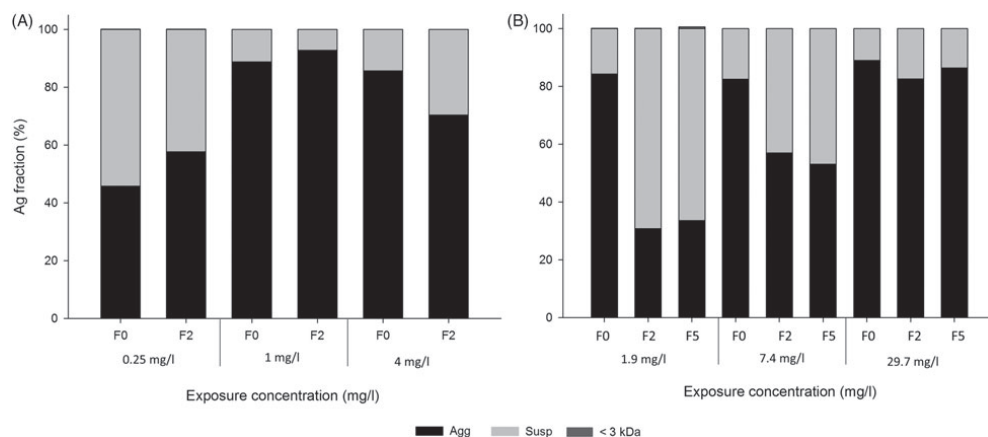 (A)
Ag fraction (%)
100
80
60
40
20
0
F0 F2 F0 F2 F0 F2
0.25 mg/l 1 mg/l 4 mg/l
Exposure concentration (mg/l)
(B)
100
80
60
40
20
0
F0 F2 F5 F0 F2 F5 F0 F2 F5
1.9 mg/l 7.4 mg/l 29.7 mg/l
Exposure concentration (mg/l)
Agg Susp < 3 kDa